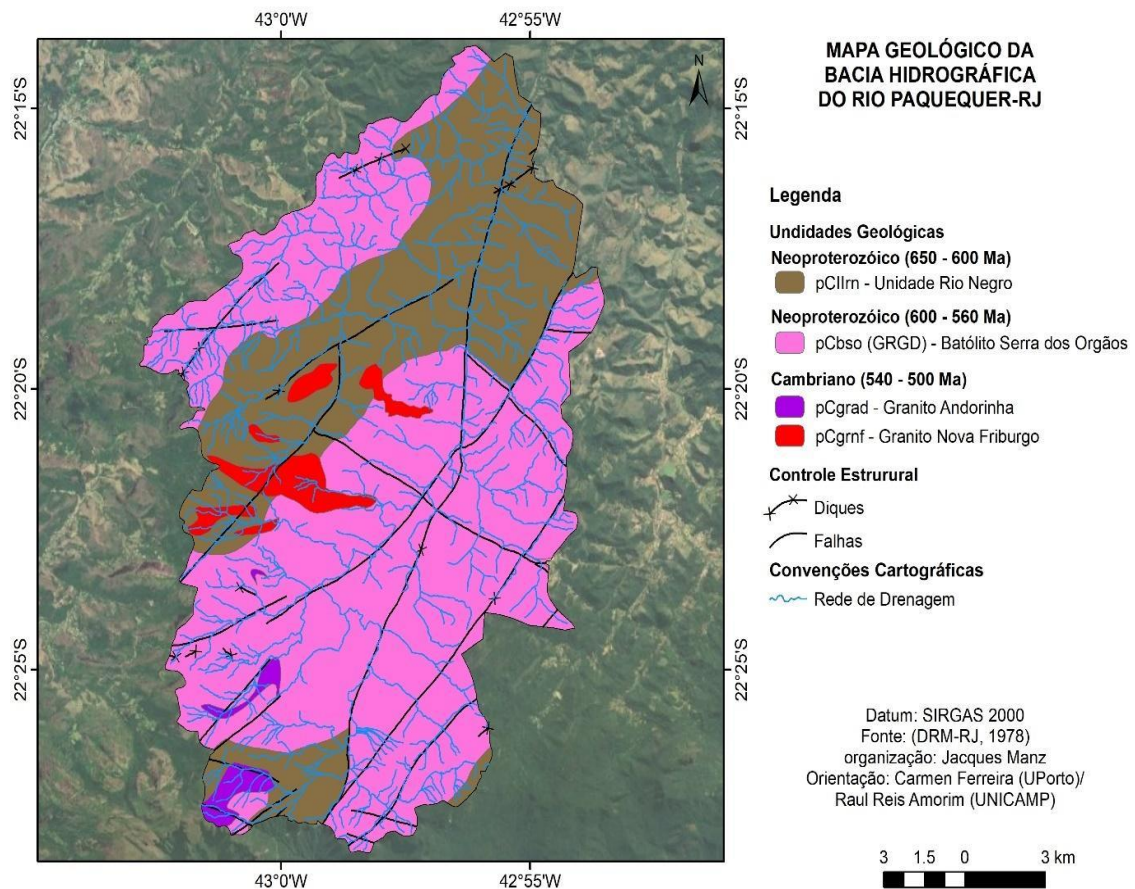 43°0'W
42°55'W
22°15'S
22°20'S
22°25'S
N
22°15'S
22°20'S
22°25'S
43°0'W
42°55'W
MAPA GEOLÓGICO DA
BACIA HIDROGRÁFICA
DO RIO PAQUEQUER-RJ
Legenda
Undidades Geológicas
Neoproterozóico (650 - 600 Ma)
pCIIrn - Unidade Rio Negro
Neoproterozóico (600 - 560 Ma)
pCbso (GRGD) - Batólito Serra dos Orgãos
Cambriano (540 - 500 Ma)
pCgrad - Granito Andorinha
pCgrnf - Granito Nova Friburgo
Controle Estrurural
Diques
Falhas
Convenções Cartográficas
Rede de Drenagem
Datum: SIRGAS 2000
Fonte: (DRM-RJ, 1978)
organização: Jacques Manz
Orientação: Carmen Ferreira (UPorto)/
Raul Reis Amorim (UNICAMP)
3 1.5 0 3 km